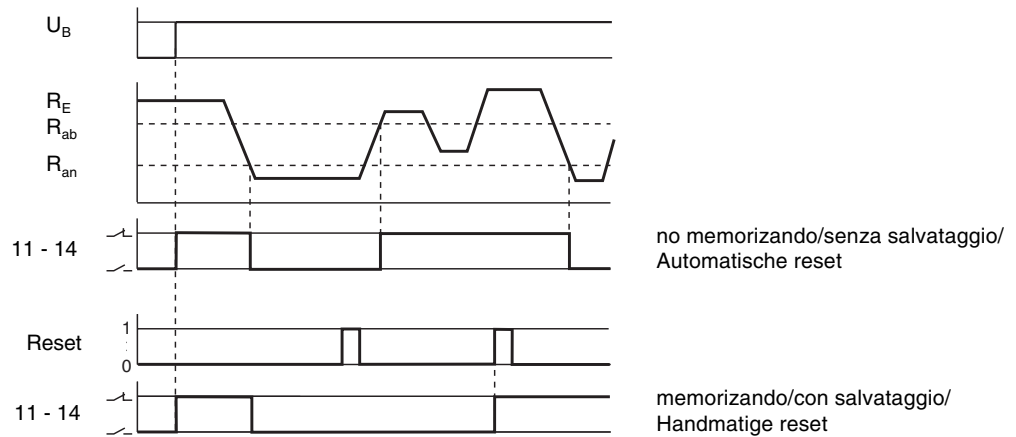 U_B
R_E
R_ab
R_an
11 - 14
no memorizando/senza salvataggio/
Automatische reset
Reset
1
0
11 - 14
memorizando/con salvataggio/
Handmatige reset